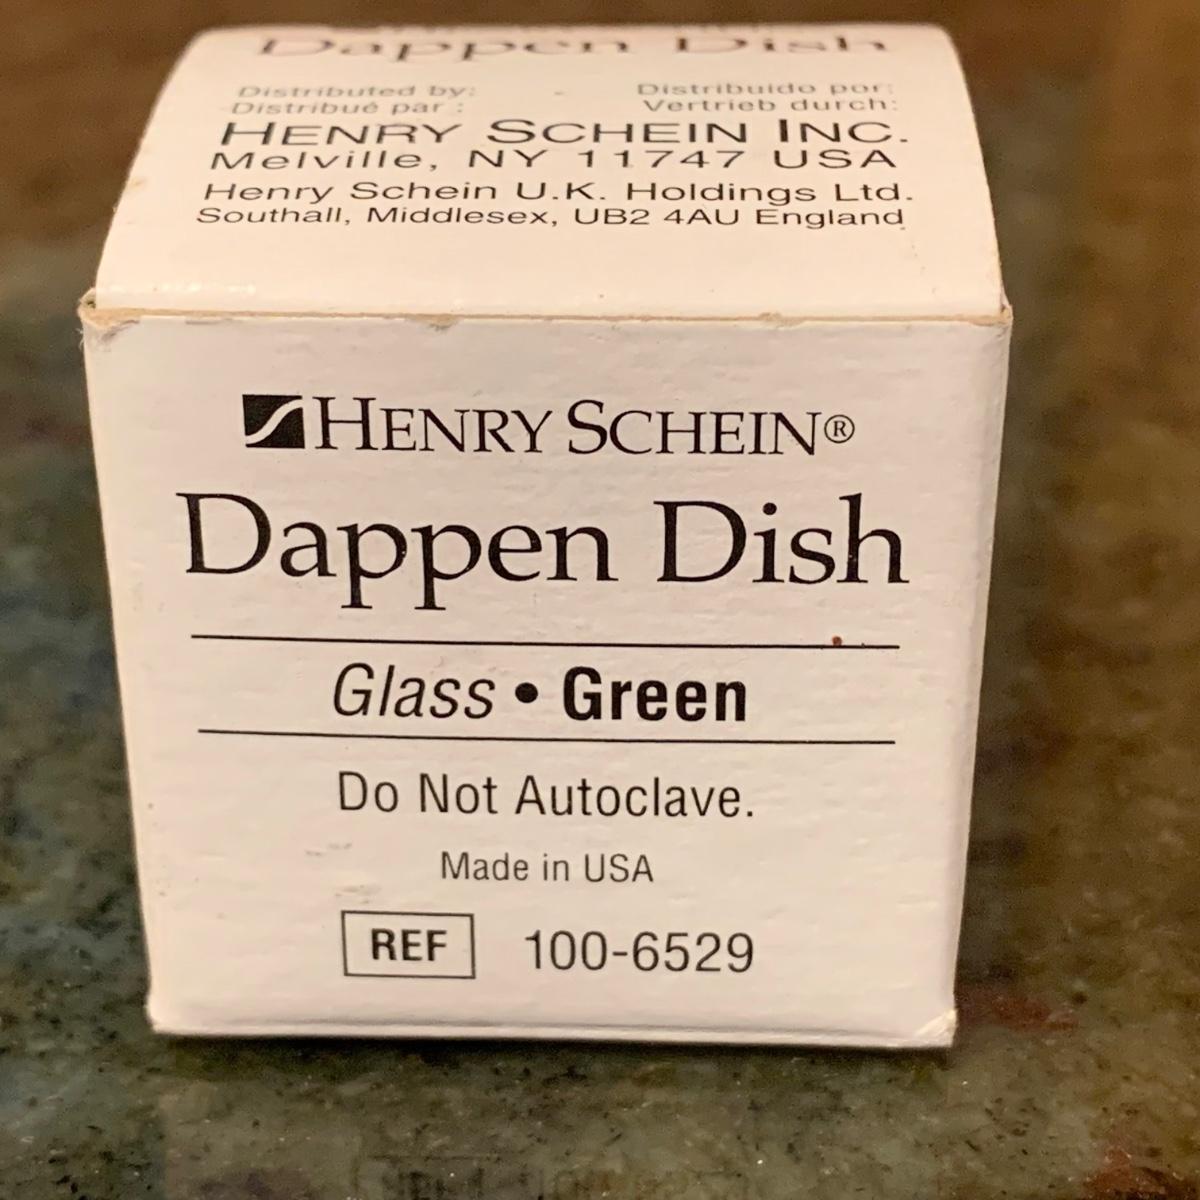 Dappen Dish
Distributed by:
Distribué par :
Distribuido por:
Vertrieb durch:
HENRY SCHEIN INC.
Melville, NY 11747 USA
Henry Schein U.K. Holdings Ltd.
Southall, Middlesex, UB2 4AU England
HENRY SCHEIN®
Dappen Dish
Glass • Green
Do Not Autoclave.
Made in USA
REF 100-6529